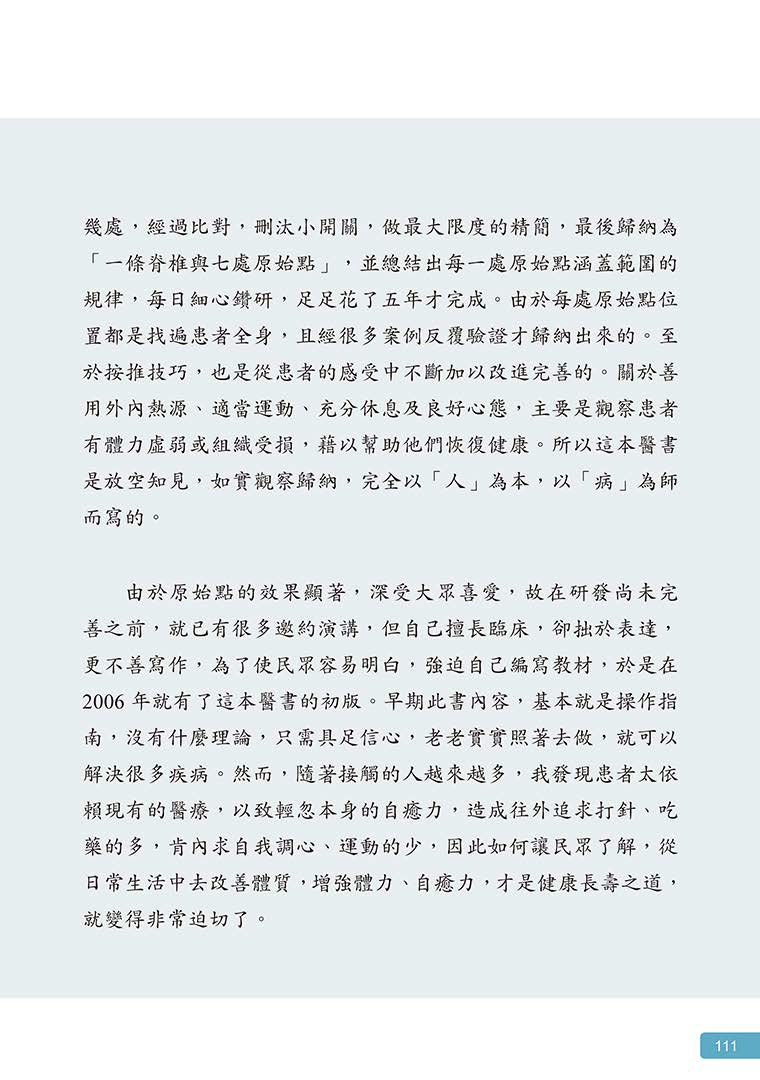 幾處，經過比對，刪汰小開關，做最大限度的精簡，最後歸納為
「一條脊椎與七處原始點」，並總結出每一處原始點涵蓋範圍的
規律，每日細心鑽研，足足花了五年才完成。由於每處原始點位
置都是找遍患者全身，且經很多案例反覆驗證才歸納出來的。至
於按推技巧，也是從患者的感受中不斷加以改進完善的。關於善
用外內熱源、適當運動、充分休息及良好心態，主要是觀察患者
有體力虛弱或組織受損，藉以幫助他們恢復健康。所以這本醫書
是放空知見，如實觀察歸納，完全以「人」為本，以「病」為師
而寫的。
由於原始點的效果顯著，深受大眾喜愛，故在研發尚未完
善之前，就已有很多邀約演講，但自己擅長臨床，卻拙於表達，
更不善寫作，為了使民眾容易明白，強迫自己編寫教材，於是在
2006 年就有了這本醫書的初版。早期此書內容，基本就是操作指
南，沒有什麼理論，只需具足信心，老老實實照著去做，就可以
解決很多疾病。然而，隨著接觸的人越來越多，我發現患者太依
賴現有的醫療，以致輕忽本身的自癒力，造成往外追求打針、吃
藥的多，肯內求自我調心、運動的少，因此如何讓民眾了解，從
日常生活中去改善體質，增強體力、自癒力，才是健康長壽之道，
就變得非常迫切了。
111